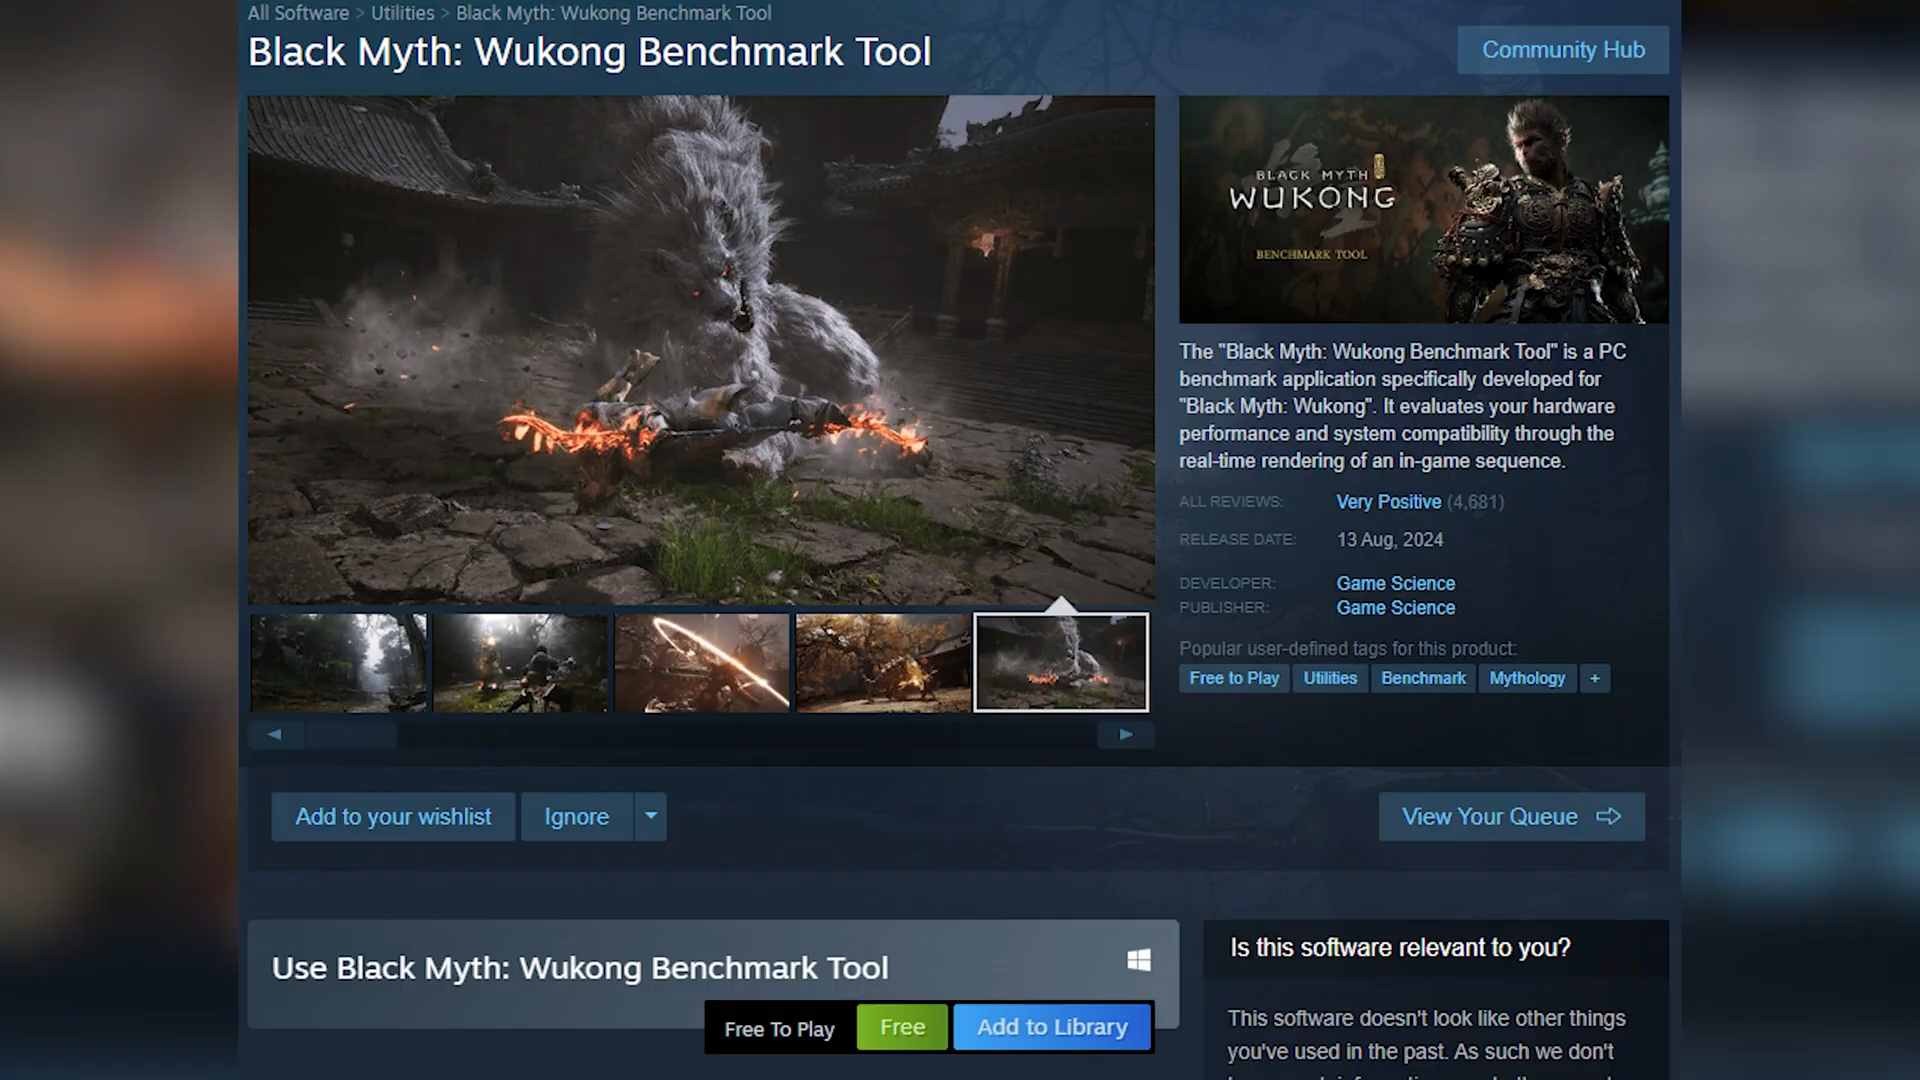 All Software > Utilities > Black Myth: Wukong Benchmark Tool
Black Myth: Wukong Benchmark Tool
Community Hub
BLACK MYTH
WUKONG
BENCHMARK TOOL
The "Black Myth: Wukong Benchmark Tool" is a PC
benchmark application specifically developed for
"Black Myth: Wukong". It evaluates your hardware
performance and system compatibility through the
real-time rendering of an in-game sequence.
ALL REVIEWS: Very Positive (4,681)
RELEASE DATE: 13 Aug, 2024
DEVELOPER: Game Science
PUBLISHER: Game Science
Popular user-defined tags for this product:
Free to Play Utilities Benchmark Mythology +
Add to your wishlist Ignore View Your Queue
Use Black Myth: Wukong Benchmark Tool
Free To Play Free Add to Library
Is this software relevant to you?
This software doesn't look like other things
you've used in the past. As such we don't